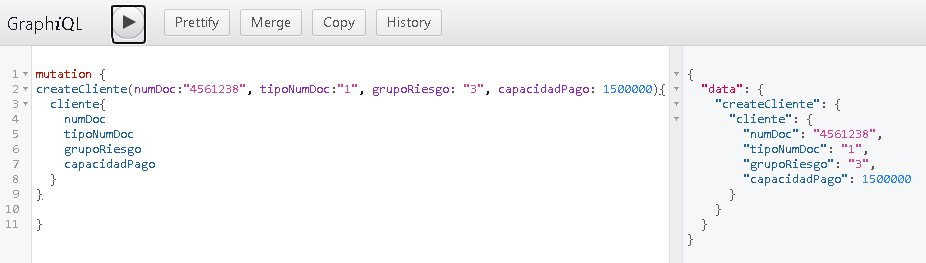 GraphiQL Prettify Merge Copy History
1 mutation {
2 createCliente(numDoc:"4561238", tipoNumDoc:"1", grupoRiesgo: "3", capacidadPago: 1500000){
3 cliente{
4 numDoc
5 tipoNumDoc
6 grupoRiesgo
7 capacidadPago
8 }
9 }
10
11 }
{
"data": {
"createCliente": {
"cliente": {
"numDoc": "4561238",
"tipoNumDoc": "1",
"grupoRiesgo": "3",
"capacidadPago": 1500000
}
}
}
}